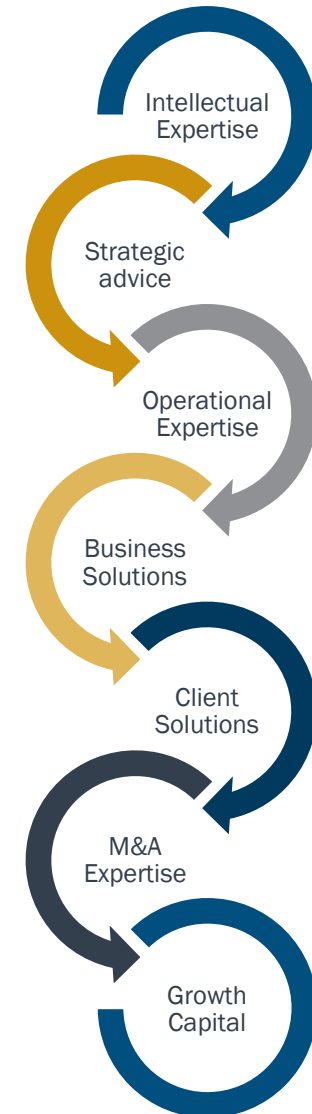 Intellectual
Expertise
Strategic
advice
Operational
Expertise
Business
Solutions
Client
Solutions
M&A
Expertise
Growth
Capital